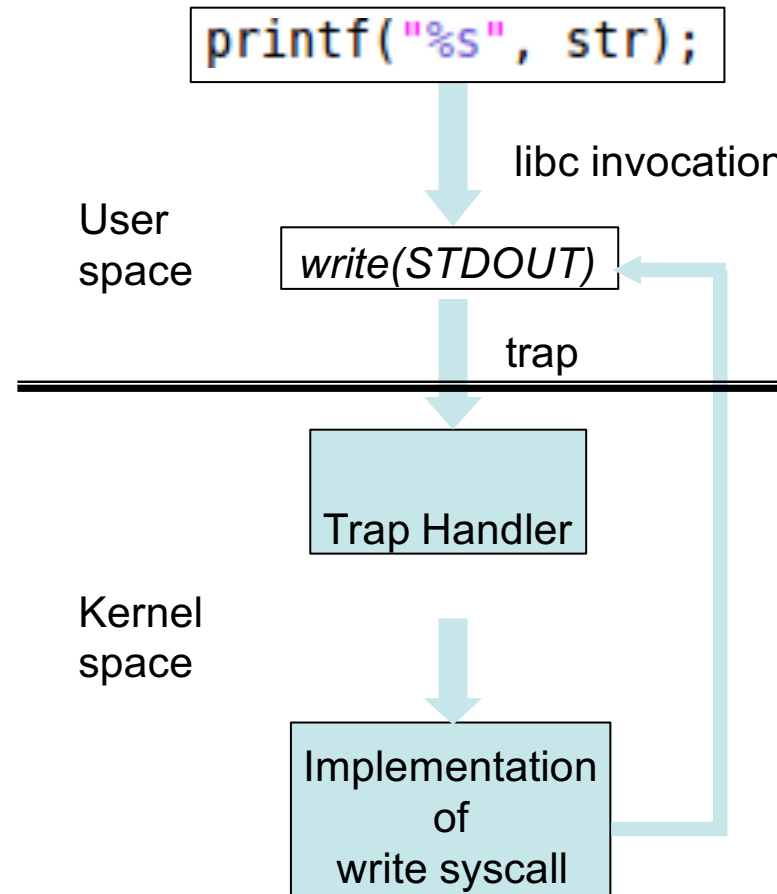 printf("%s", str);
libc invocation
User
space
write(STDOUT)
trap
Trap Handler
Kernel
space
Implementation
of
write syscall